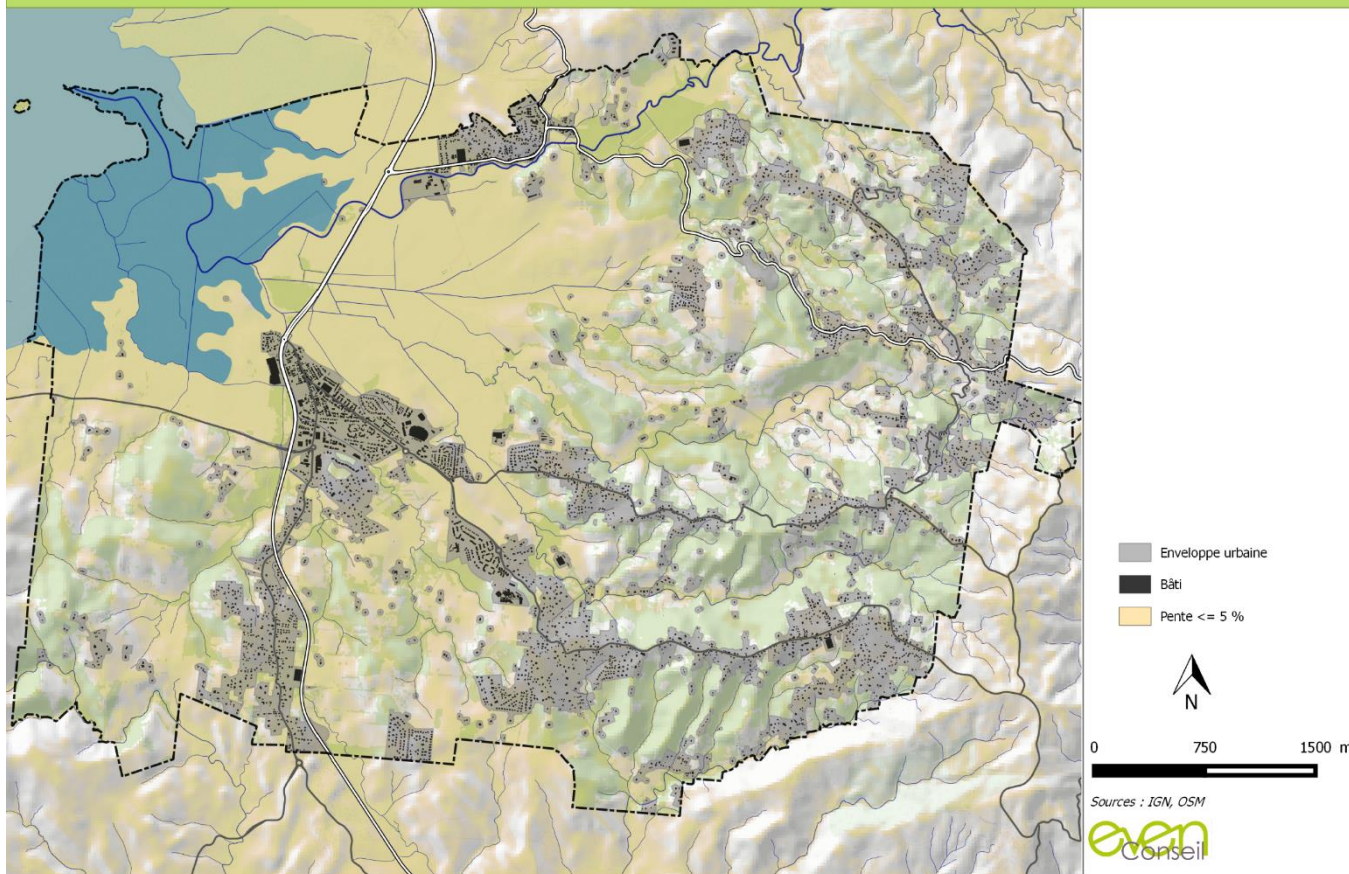 Enveloppe urbaine
Bâti
Pente <= 5 %
N
0 750 1500 m
Sources : IGN, OSM
even
Conseil